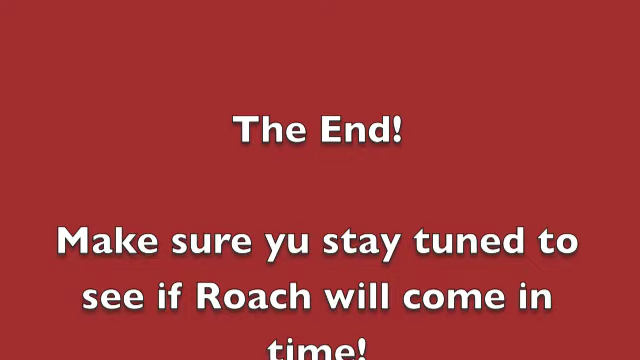 The End!
Make sure yu stay tuned to
see if Roach will come in
time!